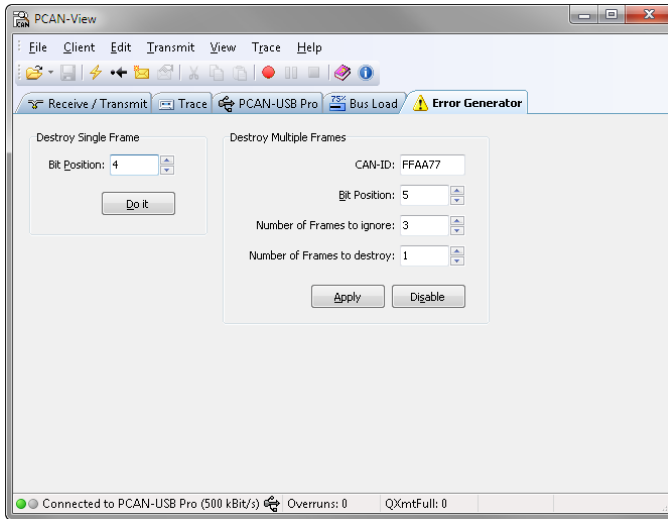 PCAN-View
File Client Edit Transmit View Trace Help
Receive / Transmit Trace PCAN-USB Pro 75% Bus Load Error Generator
Destroy Single Frame
Bit Position: 4
Do it
Destroy Multiple Frames
CAN-ID: FFAA77
Bit Position: 5
Number of Frames to ignore: 3
Number of Frames to destroy: 1
Apply Disable
Connected to PCAN-USB Pro (500 kBit/s) Overruns: 0 QXmtFull: 0